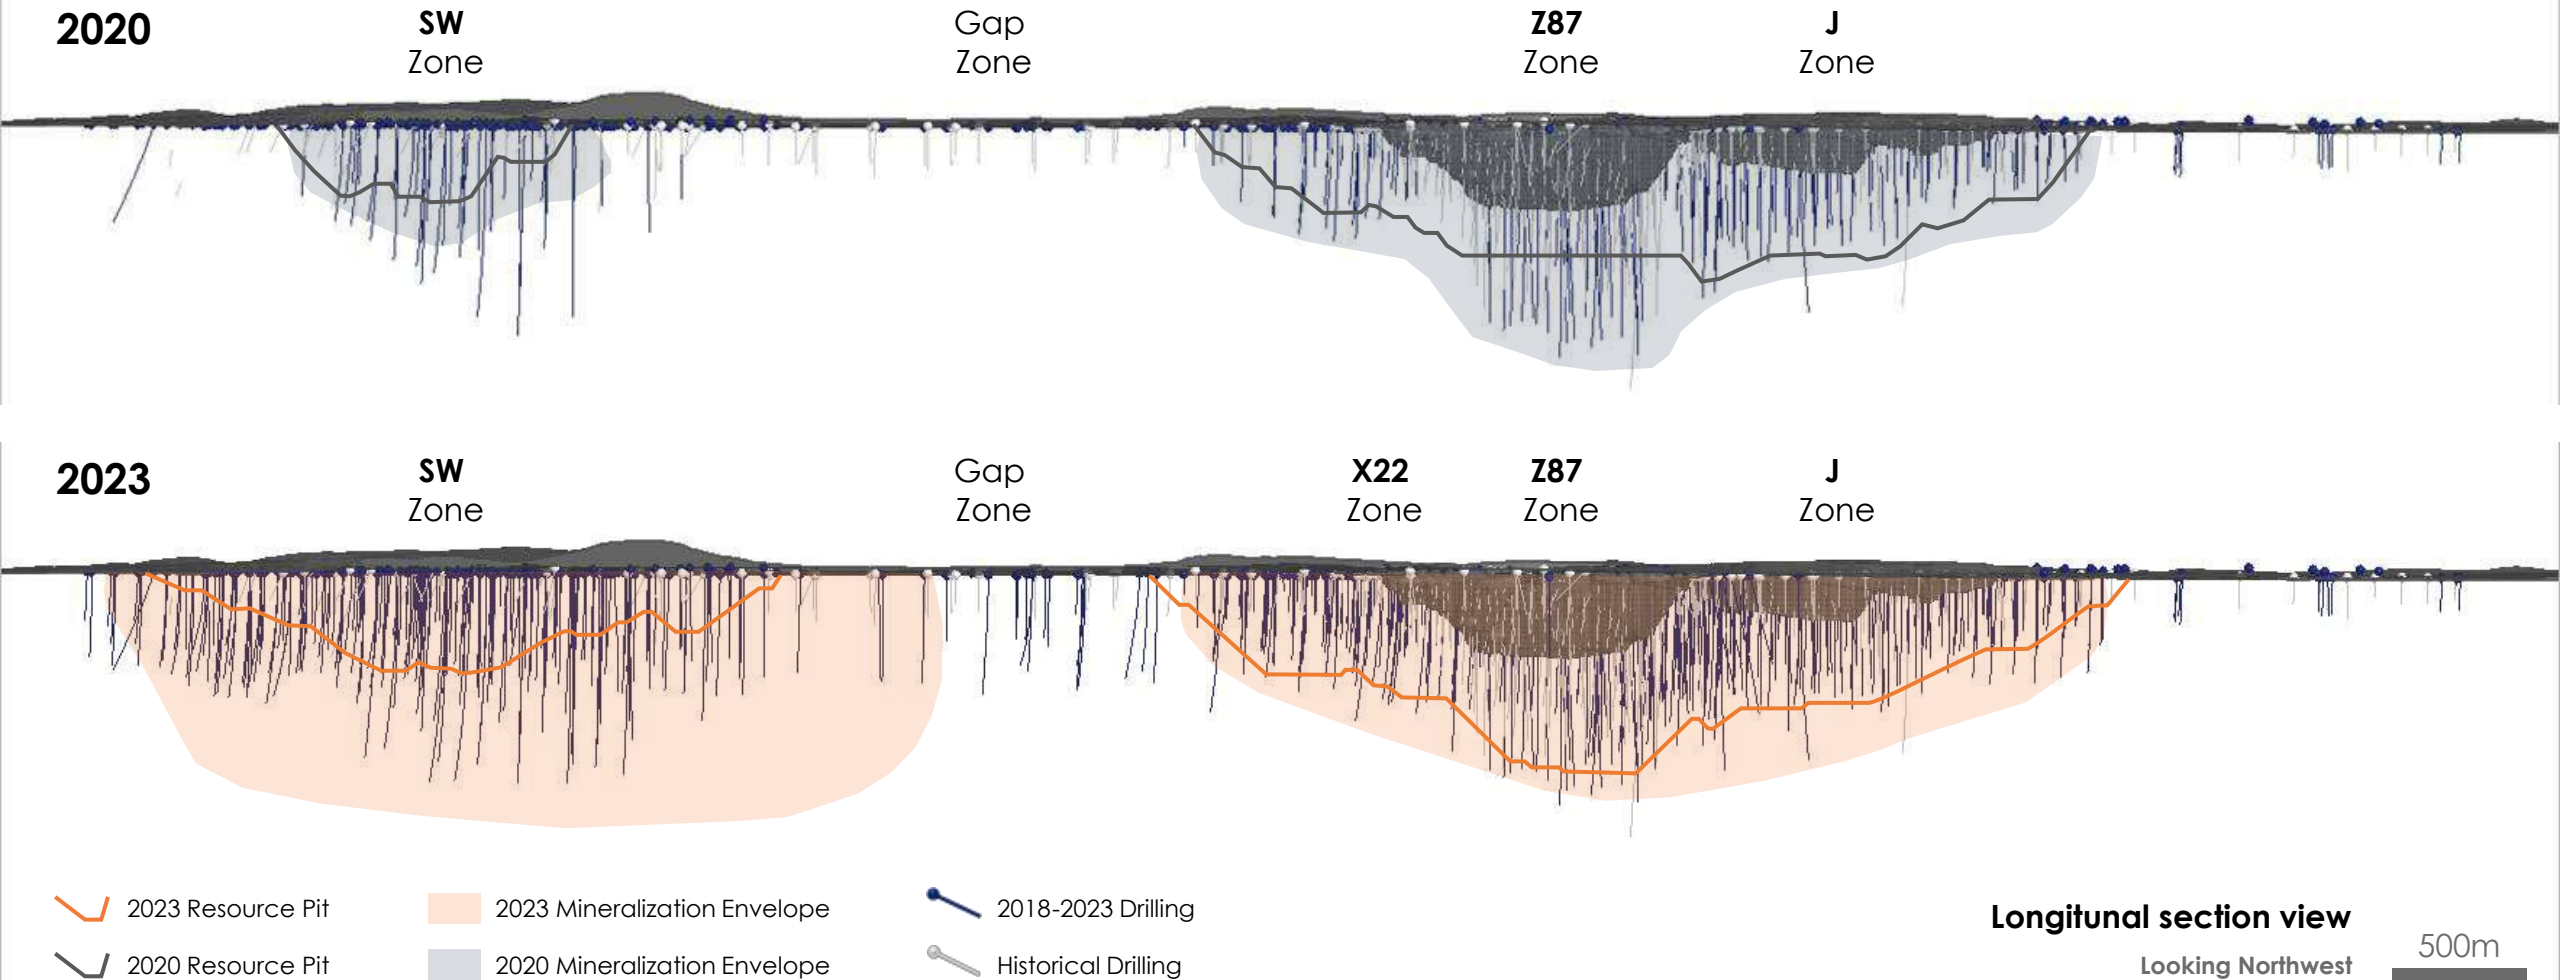 2020
SW
Zone
Gap
Zone
Z87
Zone
J
Zone
2023
SW
Zone
Gap
Zone
X22
Zone
Z87
Zone
J
Zone
2023 Resource Pit
2023 Mineralization Envelope
2018-2023 Drilling
2020 Resource Pit
2020 Mineralization Envelope
Historical Drilling
Longitunal section view
Looking Northwest
500m